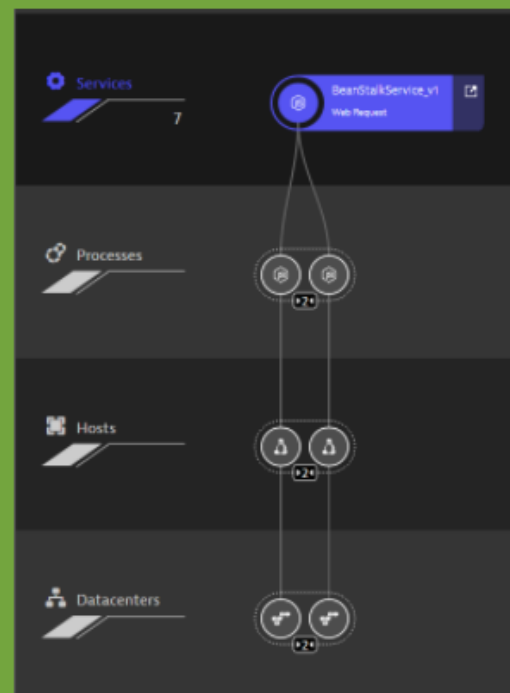 Services
7
BeanStalkService_v1
Web Request
Processes
2
Hosts
2
Datacenters
2